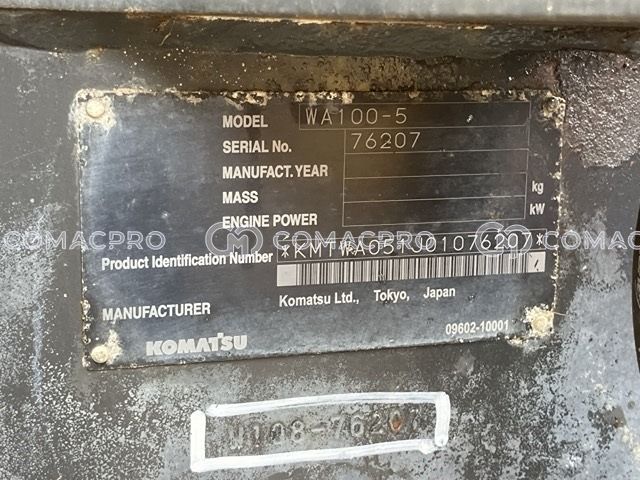 MODEL WA100-5
SERIAL No. 76207
MANUFACT. YEAR
MASS kg
ENGINE POWER kW
Product Identification Number *KMTWA051J01076207*
MANUFACTURER Komatsu Ltd., Tokyo, Japan
KOMATSU 09602-10001
COMACPRO COMACPRO COMACPRO